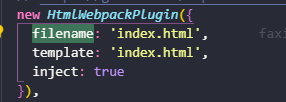 new HtmlWebpackPlugin({
filename: 'index.html',
template: 'index.html',
inject: true
}),